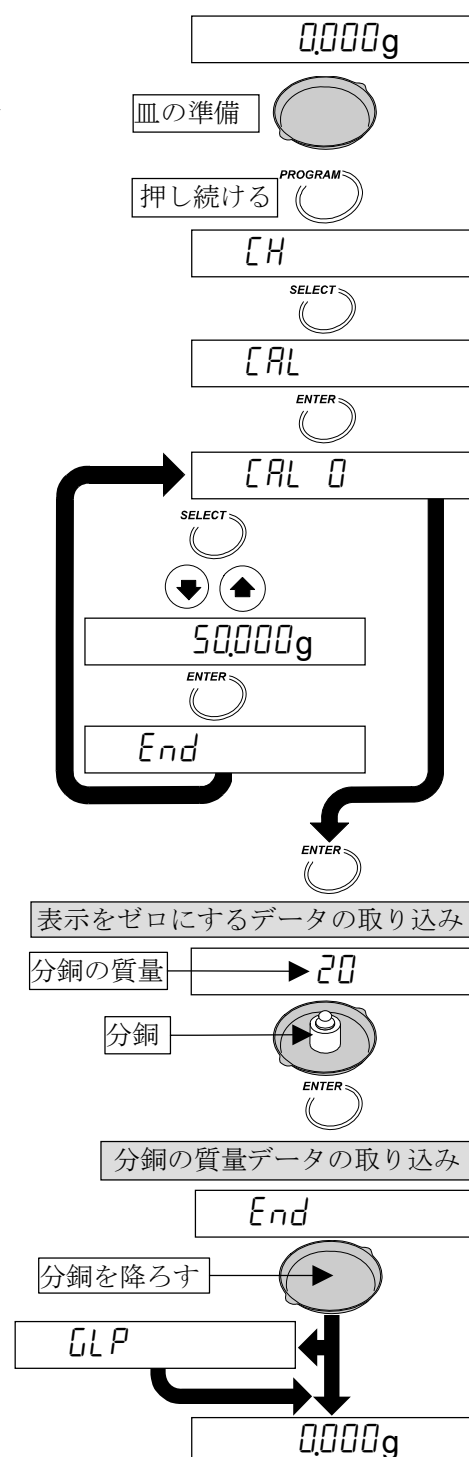 0.000g
皿の準備
PROGRAM
押し続ける
CH
SELECT
CAL
ENTER
CAL 0
SELECT
50.000g
ENTER
End
ENTER
表示をゼロにするデータの取り込み
分銅の質量
20
分銅
ENTER
分銅の質量データの取り込み
End
分銅を降ろす
GLP
0.000g